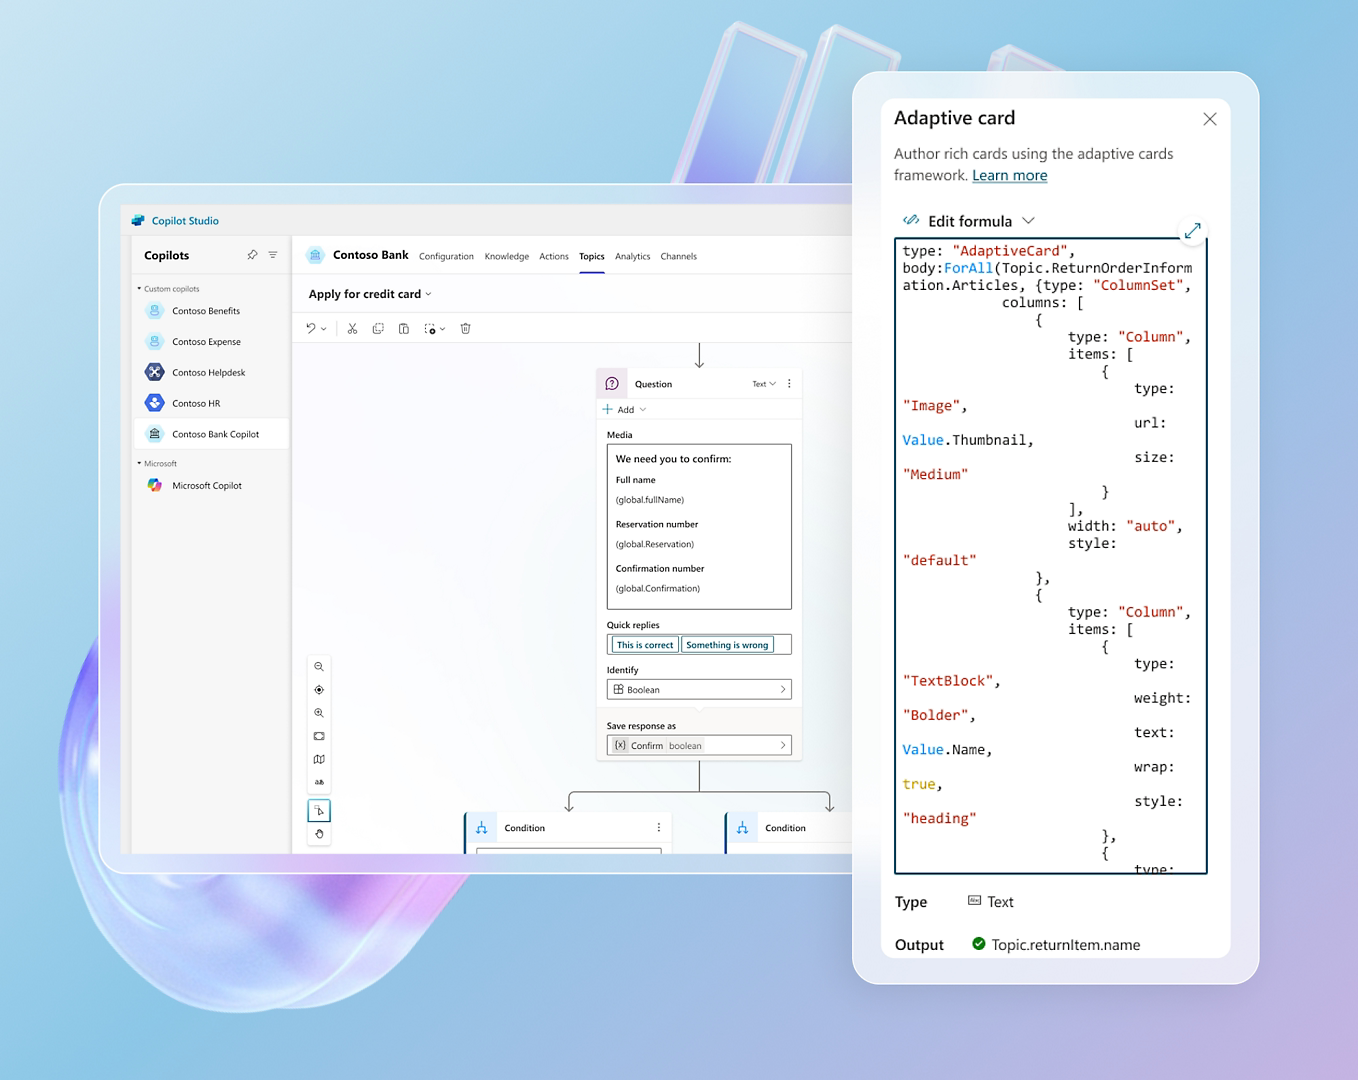 Copilot Studio
Copilots
Custom copilots
Contoso Benefits
Contoso Expense
Contoso Helpdesk
Contoso HR
Contoso Bank Copilot
Microsoft
Microsoft Copilot
Contoso Bank Configuration Knowledge Actions Topics Analytics Channels
Apply for credit card
Question Text
Add
Media
We need you to confirm:
Full name
(global.fullName)
Reservation number
(global.Reservation)
Confirmation number
(global.Confirmation)
Quick replies
This is correct Something is wrong
Identify
Boolean
Save response as
{x} Confirm boolean
Condition Condition
Adaptive card
Author rich cards using the adaptive cards
framework. Learn more
Edit formula
type: "AdaptiveCard",
body:ForAll(Topic.ReturnOrderInform
ation.Articles, {type: "ColumnSet",
columns: [
{
type: "Column",
items: [
{
type:
"Image",
url:
Value.Thumbnail,
size:
"Medium"
}
],
width: "auto",
style:
"default"
},
{
type: "Column",
items: [
{
type:
"TextBlock",
weight:
"Bolder",
text:
Value.Name,
wrap:
true,
style:
"heading"
},
{
type:
Type Abc Text
Output Topic.returnItem.name